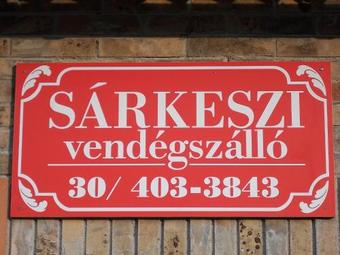 SÁRKESZI
vendégszálló
30/ 403-3843